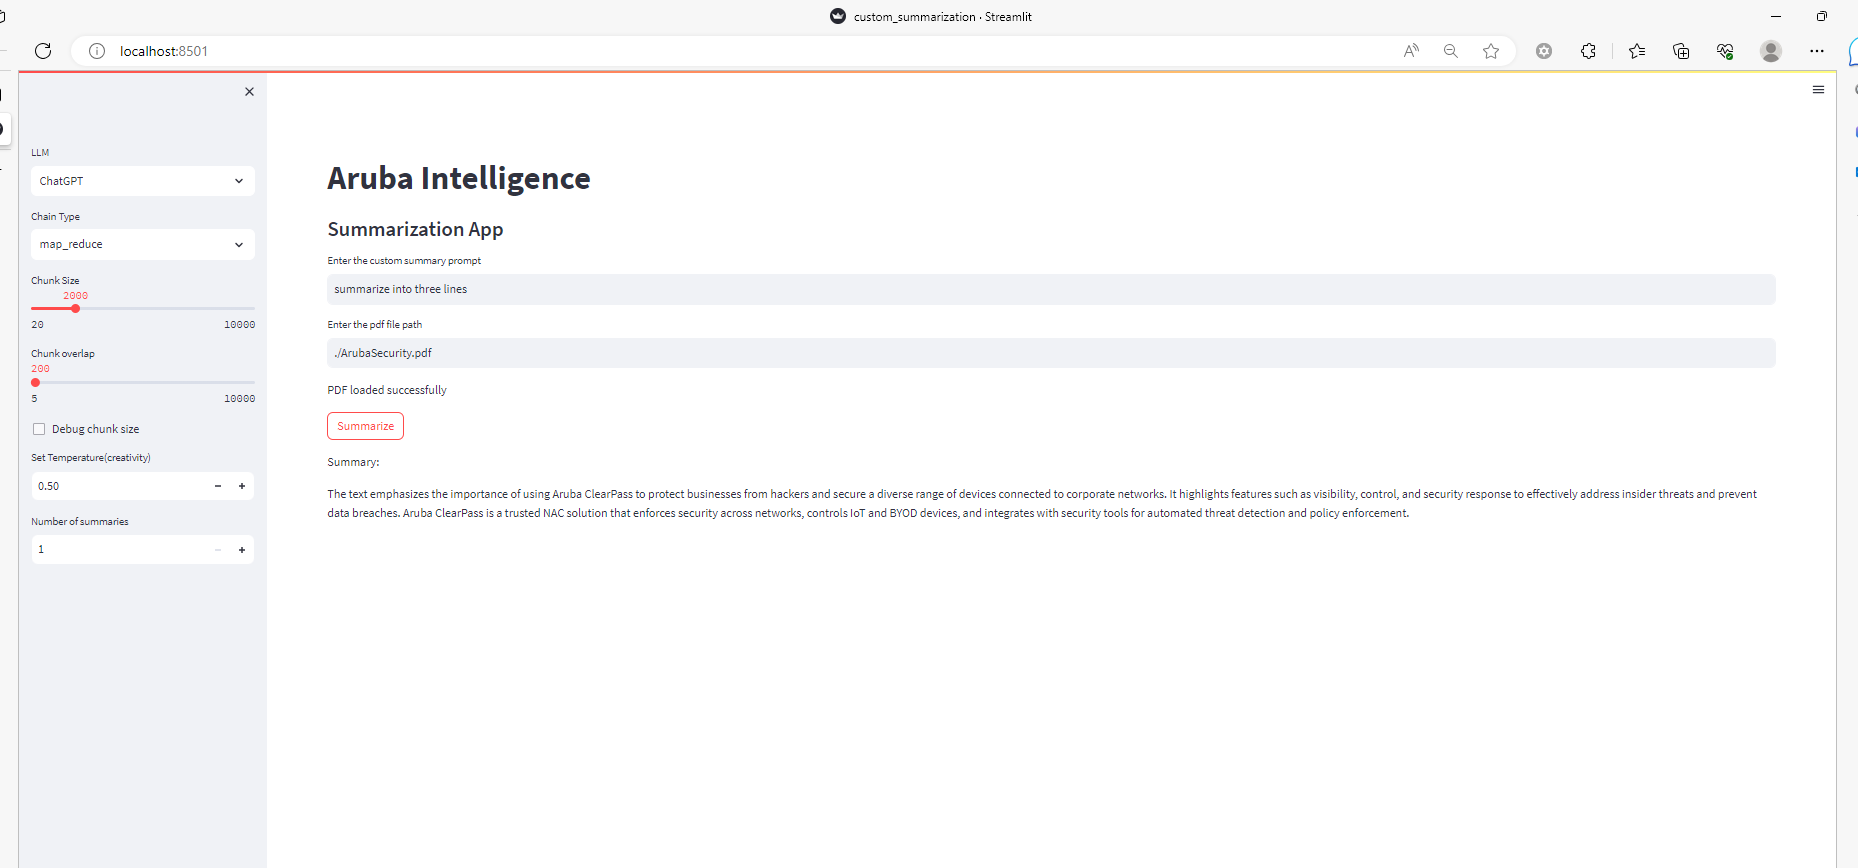 custom_summarization - Streamlit
localhost:8501
LLM
ChatGPT
Chain Type
map_reduce
Chunk Size
2000
20 10000
Chunk overlap
200
5 10000
Debug chunk size
Set Temperature(creativity)
0.50
Number of summaries
1
Aruba Intelligence
Summarization App
Enter the custom summary prompt
summarize into three lines
Enter the pdf file path
./ArubaSecurity.pdf
PDF loaded successfully
Summarize
Summary:
The text emphasizes the importance of using Aruba ClearPass to protect businesses from hackers and secure a diverse range of devices connected to corporate networks. It highlights features such as visibility, control, and security response to effectively address insider threats and prevent
data breaches. Aruba ClearPass is a trusted NAC solution that enforces security across networks, controls IoT and BYOD devices, and integrates with security tools for automated threat detection and policy enforcement.